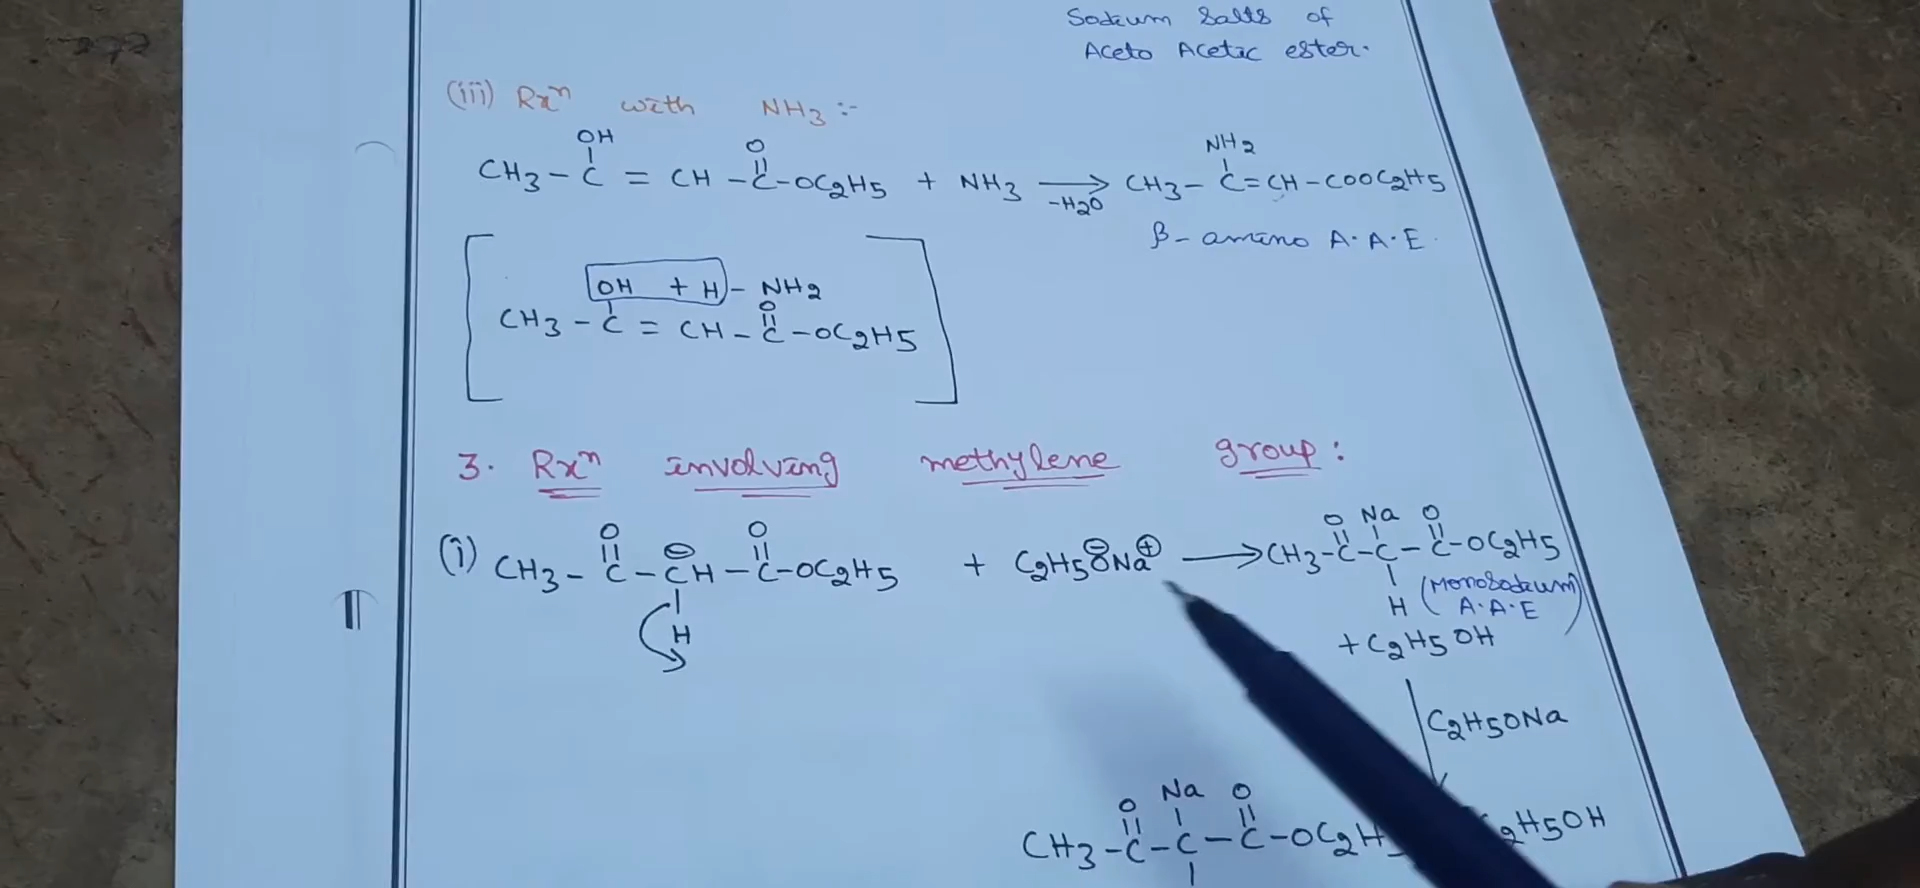 Sodium Salts of
Aceto Acetic ester.
(iii) Rxⁿ with NH3 :-
OH O NH2
CH3 - C = CH - C - OC2H5 + NH3 → CH3 - C = CH - COOC2H5
-H2O
β - amino A.A.E.
OH + H - NH2
O
CH3 - C = CH - C - OC2H5
3. Rxⁿ involving methylene group :
O ⊖ O O Na O
(i) CH3 - C - CH - C - OC2H5 + C2H5O⊖Na⊕ → CH3 - C - C - C - OC2H5
H H (Monosodium
A.A.E)
+ C2H5OH
C2H5ONa
O Na O
CH3 - C - C - C - OC2H 2H5OH